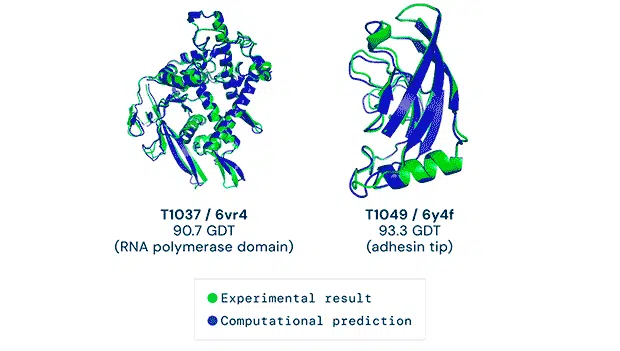 T1037 / 6vr4
90.7 GDT
(RNA polymerase domain)
T1049 / 6y4f
93.3 GDT
(adhesin tip)
Experimental result
Computational prediction